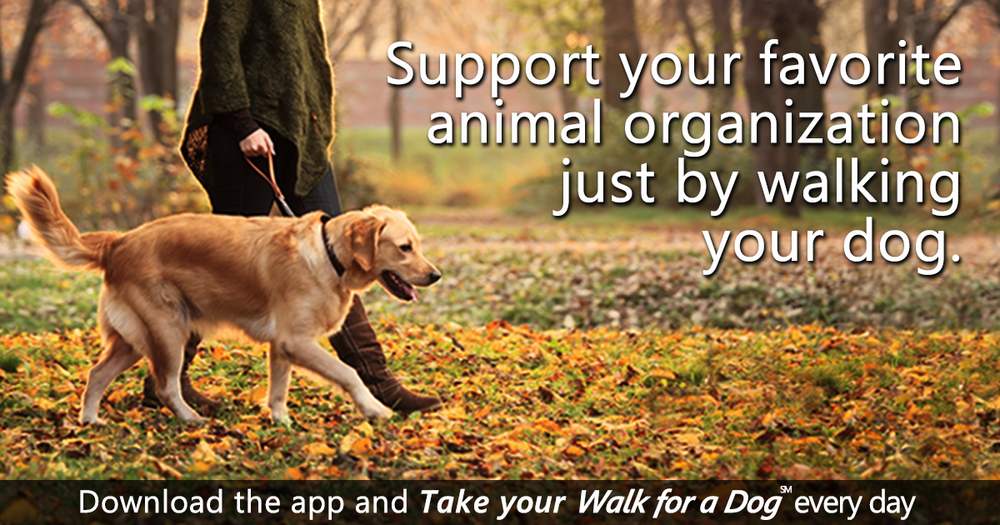 Support your favorite
animal organization
just by walking
your dog.
Download the app and Take your Walk for a Dog℠ every day